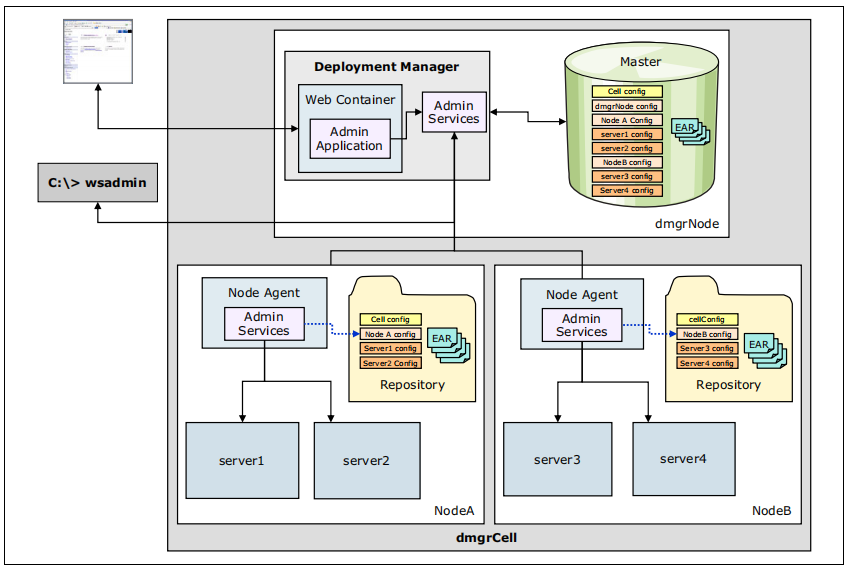 Deployment Manager
Web Container
Admin
Application
Admin
Services
Master
Cell config
dmgrNode config
Node A Config
server1 config
server2 config
NodeB config
server3 config
Server4 config
EAR
dmgrNode
C:\> wsadmin
Node Agent
Admin
Services
Cell config
Node A config
Server1 config
Server2 Config
EAR
Repository
server1
server2
NodeA
Node Agent
Admin
Services
cellConfig
NodeB config
Server3 config
Server4 config
EAR
Repository
server3
server4
NodeB
dmgrCell